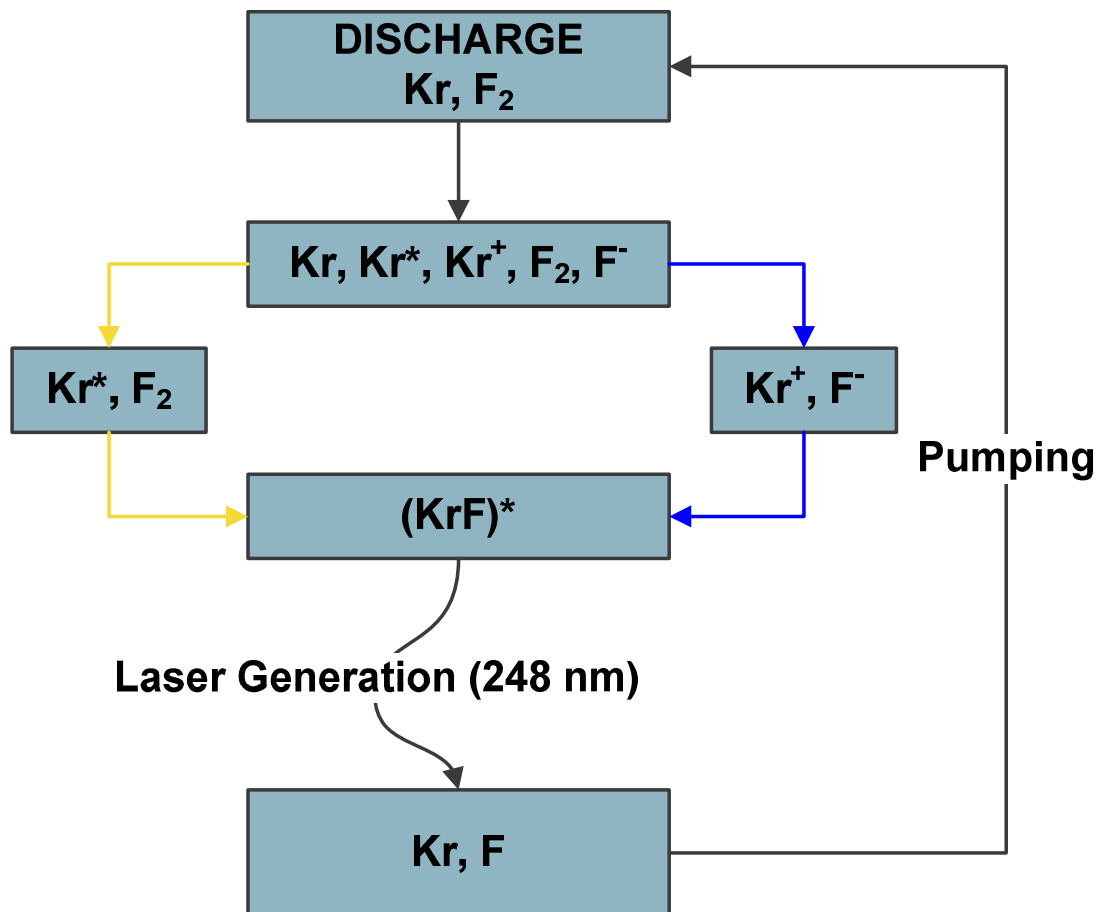 DISCHARGE
Kr, F₂
Kr, Kr*, Kr⁺, F₂, F⁻
Kr*, F₂
Kr⁺, F⁻
Pumping
(KrF)*
Laser Generation (248 nm)
Kr, F